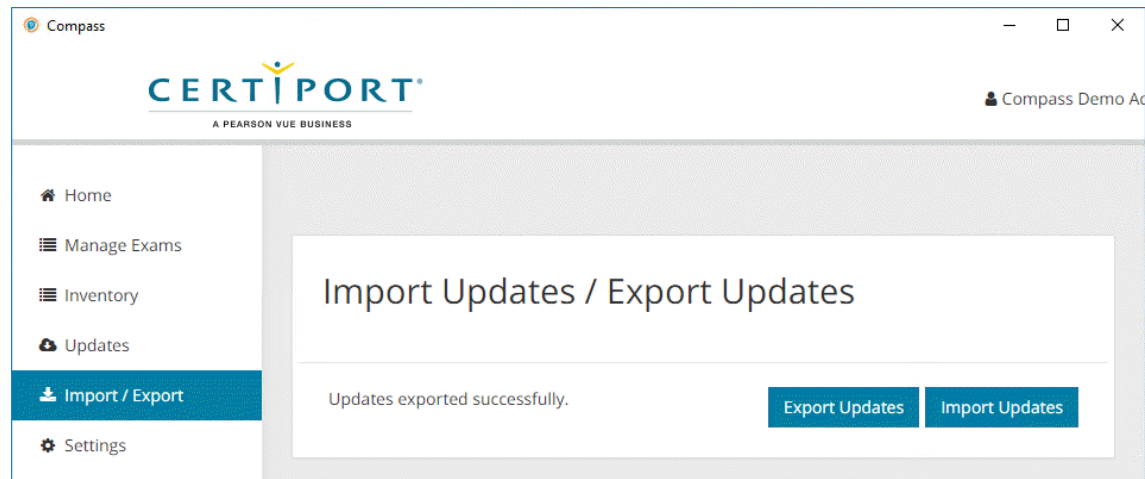 Compass
CERTIPORT
A PEARSON VUE BUSINESS
Compass Demo Ac
Home
Manage Exams
Inventory
Updates
Import / Export
Settings
Import Updates / Export Updates
Updates exported successfully.
Export Updates
Import Updates